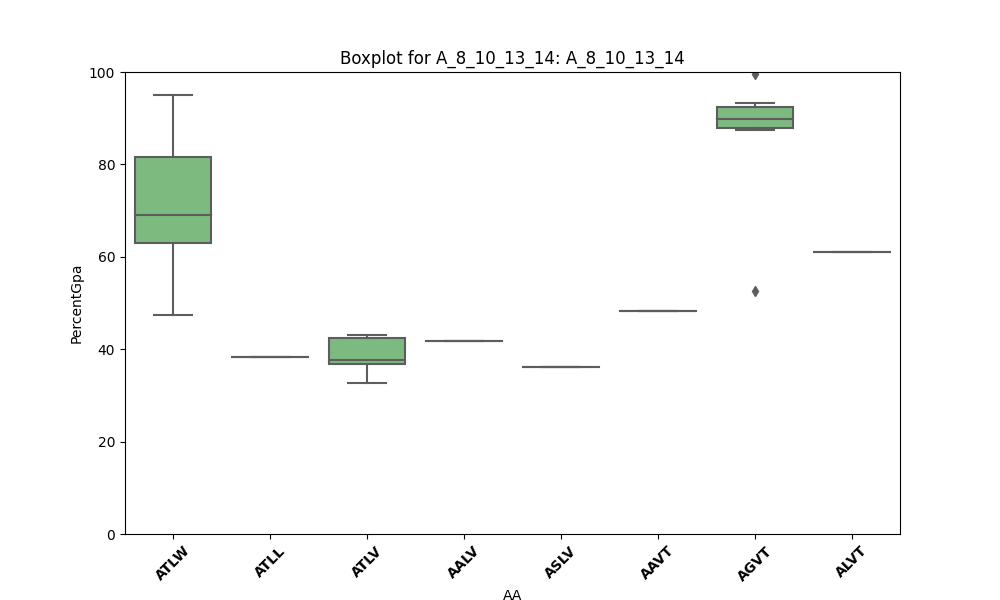 Boxplot for A_8_10_13_14: A_8_10_13_14
100
80
60
40
20
0
PercentGpa
ATLW
ATLL
ATLV
AALV
ASLV
AAVT
AGVT
ALVT
AA